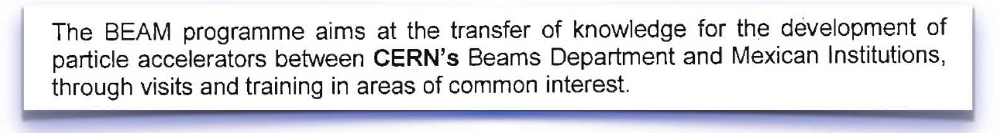 The BEAM programme aims at the transfer of knowledge for the development of
particle accelerators between CERN's Beams Department and Mexican Institutions,
through visits and training in areas of common interest.